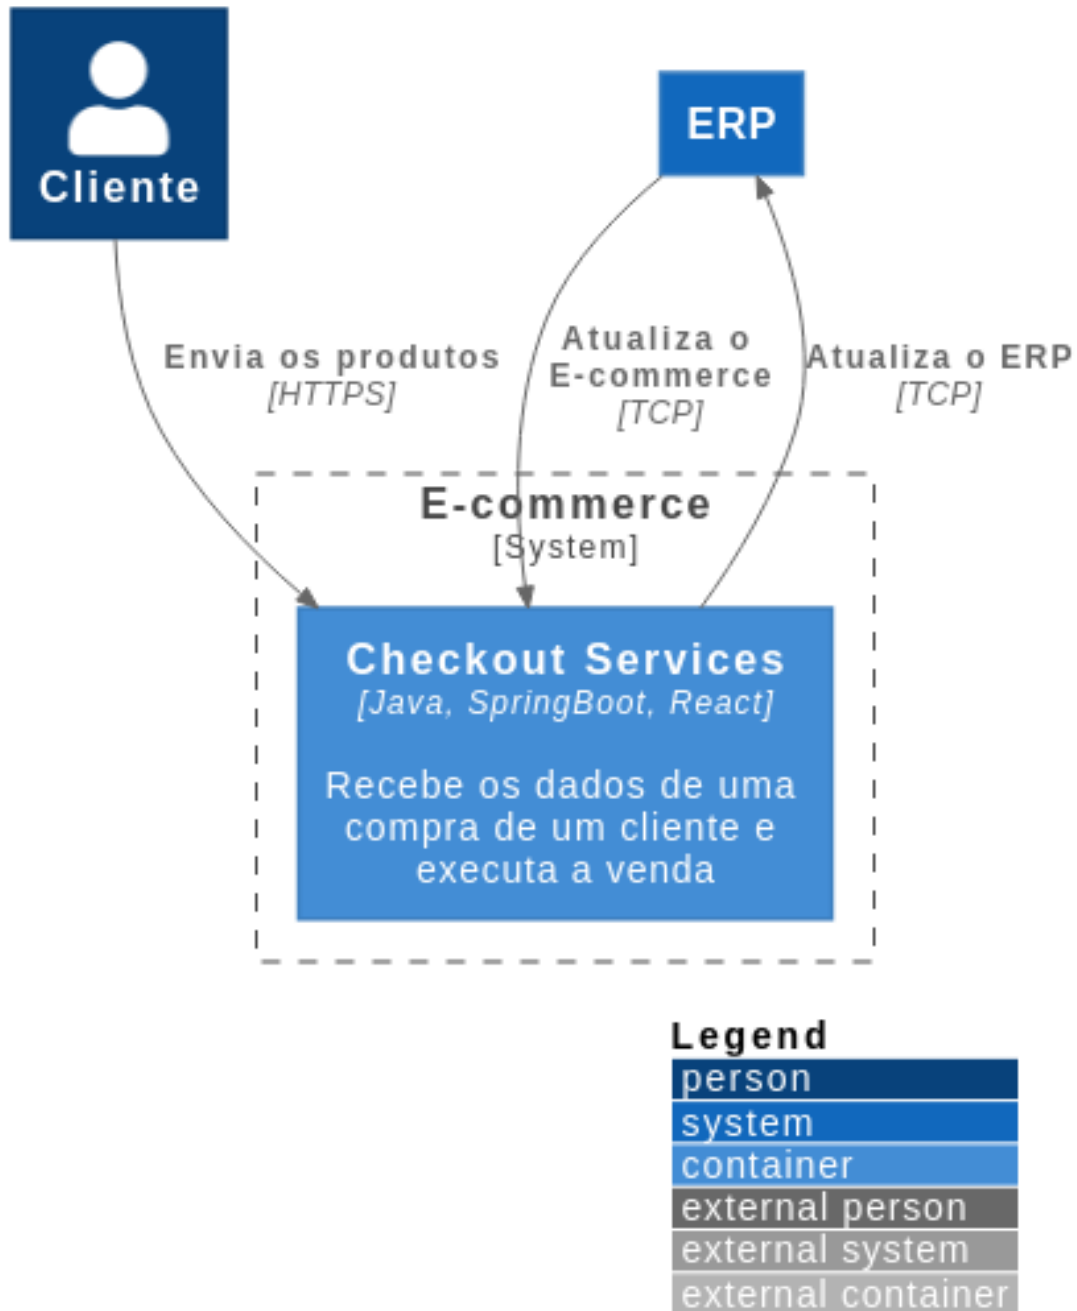 Cliente
ERP
Envia os produtos
[HTTPS]
Atualiza o
E-commerce
[TCP]
Atualiza o ERP
[TCP]
E-commerce
[System]
Checkout Services
[Java, SpringBoot, React]
Recebe os dados de uma
compra de um cliente e
executa a venda
Legend
person
system
container
external person
external system
external container